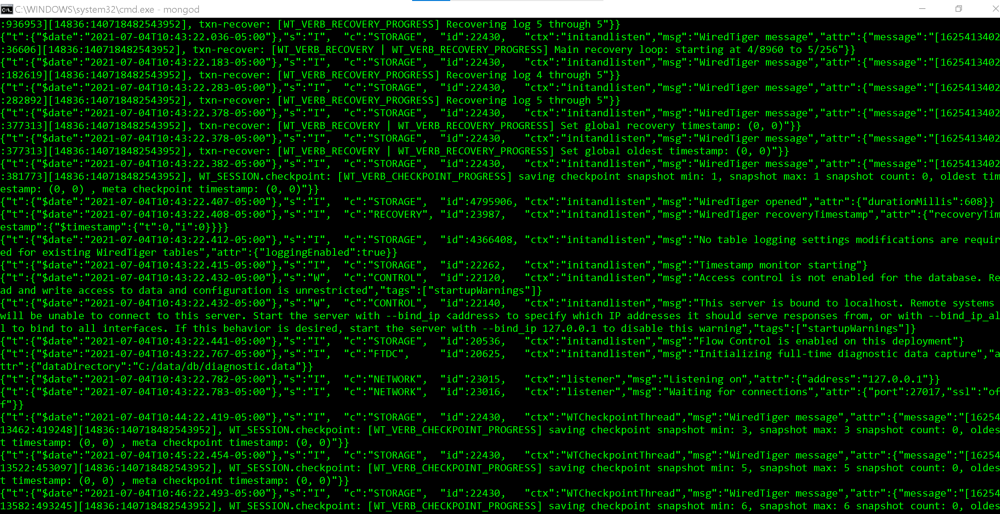 C:\WINDOWS\system32\cmd.exe - mongod
:936953][14836:140718482543952], txn-recover: [WT_VERB_RECOVERY_PROGRESS] Recovering log 5 through 5"}}
{"t":{"$date":"2021-07-04T10:43:22.036-05:00"},"s":"I",  "c":"STORAGE",  "id":22430,   "ctx":"initandlisten","msg":"WiredTiger message","attr":{"message":"[1625413402
:36606][14836:140718482543952], txn-recover: [WT_VERB_RECOVERY | WT_VERB_RECOVERY_PROGRESS] Main recovery loop: starting at 4/8960 to 5/256"}}
{"t":{"$date":"2021-07-04T10:43:22.183-05:00"},"s":"I",  "c":"STORAGE",  "id":22430,   "ctx":"initandlisten","msg":"WiredTiger message","attr":{"message":"[1625413402
:182619][14836:140718482543952], txn-recover: [WT_VERB_RECOVERY_PROGRESS] Recovering log 4 through 5"}}
{"t":{"$date":"2021-07-04T10:43:22.283-05:00"},"s":"I",  "c":"STORAGE",  "id":22430,   "ctx":"initandlisten","msg":"WiredTiger message","attr":{"message":"[1625413402
:282892][14836:140718482543952], txn-recover: [WT_VERB_RECOVERY_PROGRESS] Recovering log 5 through 5"}}
{"t":{"$date":"2021-07-04T10:43:22.378-05:00"},"s":"I",  "c":"STORAGE",  "id":22430,   "ctx":"initandlisten","msg":"WiredTiger message","attr":{"message":"[1625413402
:377313][14836:140718482543952], txn-recover: [WT_VERB_RECOVERY | WT_VERB_RECOVERY_PROGRESS] Set global recovery timestamp: (0, 0)"}}
{"t":{"$date":"2021-07-04T10:43:22.378-05:00"},"s":"I",  "c":"STORAGE",  "id":22430,   "ctx":"initandlisten","msg":"WiredTiger message","attr":{"message":"[1625413402
:377313][14836:140718482543952], txn-recover: [WT_VERB_RECOVERY | WT_VERB_RECOVERY_PROGRESS] Set global oldest timestamp: (0, 0)"}}
{"t":{"$date":"2021-07-04T10:43:22.382-05:00"},"s":"I",  "c":"STORAGE",  "id":22430,   "ctx":"initandlisten","msg":"WiredTiger message","attr":{"message":"[1625413402
:381773][14836:140718482543952], WT_SESSION.checkpoint: [WT_VERB_CHECKPOINT_PROGRESS] saving checkpoint snapshot min: 1, snapshot max: 1 snapshot count: 0, oldest tim
estamp: (0, 0) , meta checkpoint timestamp: (0, 0)"}}
{"t":{"$date":"2021-07-04T10:43:22.407-05:00"},"s":"I",  "c":"STORAGE",  "id":4795906, "ctx":"initandlisten","msg":"WiredTiger opened","attr":{"durationMillis":608}}
{"t":{"$date":"2021-07-04T10:43:22.408-05:00"},"s":"I",  "c":"RECOVERY", "id":23987,   "ctx":"initandlisten","msg":"WiredTiger recoveryTimestamp","attr":{"recoveryTim
estamp":{"$timestamp":{"t":0,"i":0}}}}
{"t":{"$date":"2021-07-04T10:43:22.412-05:00"},"s":"I",  "c":"STORAGE",  "id":4366408, "ctx":"initandlisten","msg":"No table logging settings modifications are requir
ed for existing WiredTiger tables","attr":{"loggingEnabled":true}}
{"t":{"$date":"2021-07-04T10:43:22.415-05:00"},"s":"I",  "c":"STORAGE",  "id":22262,   "ctx":"initandlisten","msg":"Timestamp monitor starting"}
{"t":{"$date":"2021-07-04T10:43:22.432-05:00"},"s":"W",  "c":"CONTROL",  "id":22120,   "ctx":"initandlisten","msg":"Access control is not enabled for the database. Re
ad and write access to data and configuration is unrestricted","tags":["startupWarnings"]}
{"t":{"$date":"2021-07-04T10:43:22.432-05:00"},"s":"W",  "c":"CONTROL",  "id":22140,   "ctx":"initandlisten","msg":"This server is bound to localhost. Remote systems
will be unable to connect to this server. Start the server with --bind_ip <address> to specify which IP addresses it should serve responses from, or with --bind_ip_al
l to bind to all interfaces. If this behavior is desired, start the server with --bind_ip 127.0.0.1 to disable this warning","tags":["startupWarnings"]}
{"t":{"$date":"2021-07-04T10:43:22.441-05:00"},"s":"I",  "c":"STORAGE",  "id":20536,   "ctx":"initandlisten","msg":"Flow Control is enabled on this deployment"}
{"t":{"$date":"2021-07-04T10:43:22.767-05:00"},"s":"I",  "c":"FTDC",     "id":20625,   "ctx":"initandlisten","msg":"Initializing full-time diagnostic data capture","a
ttr":{"dataDirectory":"C:/data/db/diagnostic.data"}}
{"t":{"$date":"2021-07-04T10:43:22.782-05:00"},"s":"I",  "c":"NETWORK",  "id":23015,   "ctx":"listener","msg":"Listening on","attr":{"address":"127.0.0.1"}}
{"t":{"$date":"2021-07-04T10:43:22.783-05:00"},"s":"I",  "c":"NETWORK",  "id":23016,   "ctx":"listener","msg":"Waiting for connections","attr":{"port":27017,"ssl":"of
f"}}
{"t":{"$date":"2021-07-04T10:44:22.419-05:00"},"s":"I",  "c":"STORAGE",  "id":22430,   "ctx":"WTCheckpointThread","msg":"WiredTiger message","attr":{"message":"[16254
13462:419248][14836:140718482543952], WT_SESSION.checkpoint: [WT_VERB_CHECKPOINT_PROGRESS] saving checkpoint snapshot min: 3, snapshot max: 3 snapshot count: 0, oldes
t timestamp: (0, 0) , meta checkpoint timestamp: (0, 0)"}}
{"t":{"$date":"2021-07-04T10:45:22.454-05:00"},"s":"I",  "c":"STORAGE",  "id":22430,   "ctx":"WTCheckpointThread","msg":"WiredTiger message","attr":{"message":"[16254
13522:453097][14836:140718482543952], WT_SESSION.checkpoint: [WT_VERB_CHECKPOINT_PROGRESS] saving checkpoint snapshot min: 5, snapshot max: 5 snapshot count: 0, oldes
t timestamp: (0, 0) , meta checkpoint timestamp: (0, 0)"}}
{"t":{"$date":"2021-07-04T10:46:22.493-05:00"},"s":"I",  "c":"STORAGE",  "id":22430,   "ctx":"WTCheckpointThread","msg":"WiredTiger message","attr":{"message":"[16254
13582:493245][14836:140718482543952], WT_SESSION.checkpoint: [WT_VERB_CHECKPOINT_PROGRESS] saving checkpoint snapshot min: 6, snapshot max: 6 snapshot count: 0, oldes